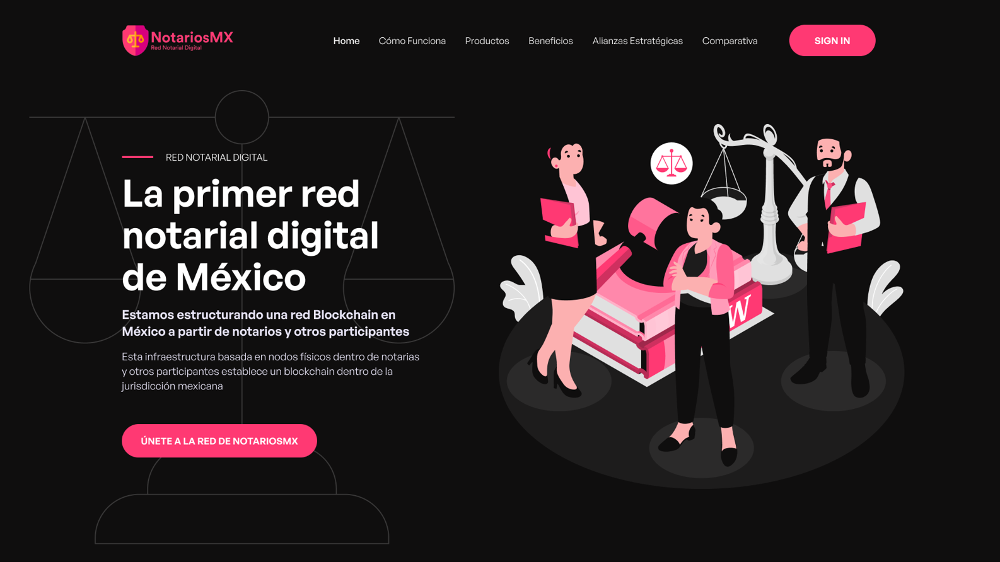 NotariosMX
Red Notarial Digital
Home
Cómo Funciona
Productos
Beneficios
Alianzas Estratégicas
Comparativa
SIGN IN
RED NOTARIAL DIGITAL
La primer red
notarial digital
de México
Estamos estructurando una red Blockchain en
México a partir de notarios y otros participantes
Esta infraestructura basada en nodos físicos dentro de notarias
y otros participantes establece un blockchain dentro de la
jurisdicción mexicana
ÚNETE A LA RED DE NOTARIOSMX
W